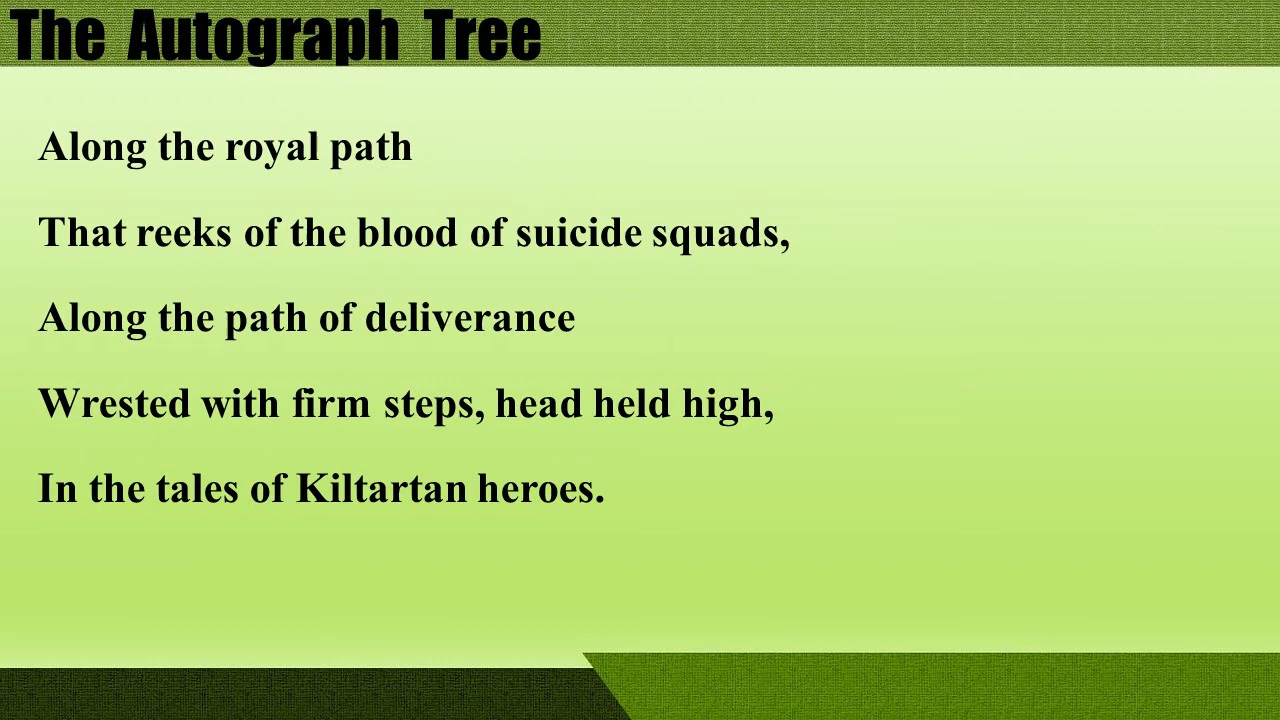 The Autograph Tree
Along the royal path
That reeks of the blood of suicide squads,
Along the path of deliverance
Wrested with firm steps, head held high,
In the tales of Kiltartan heroes.